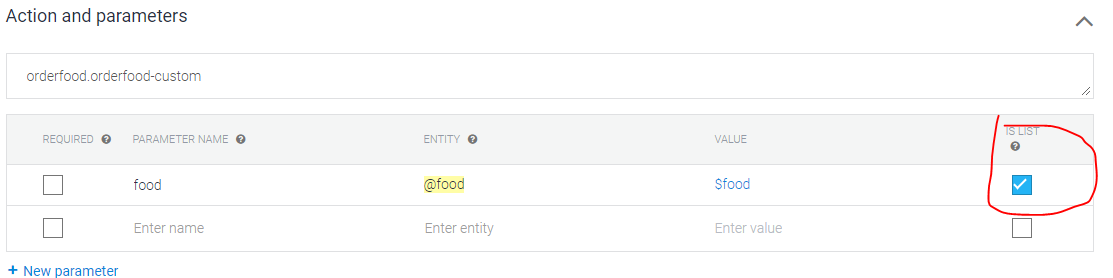 Action and parameters
orderfood.orderfood-custom
REQUIRED ? PARAMETER NAME ? ENTITY ? VALUE IS LIST ?
food @food $food
Enter name Enter entity Enter value
+ New parameter